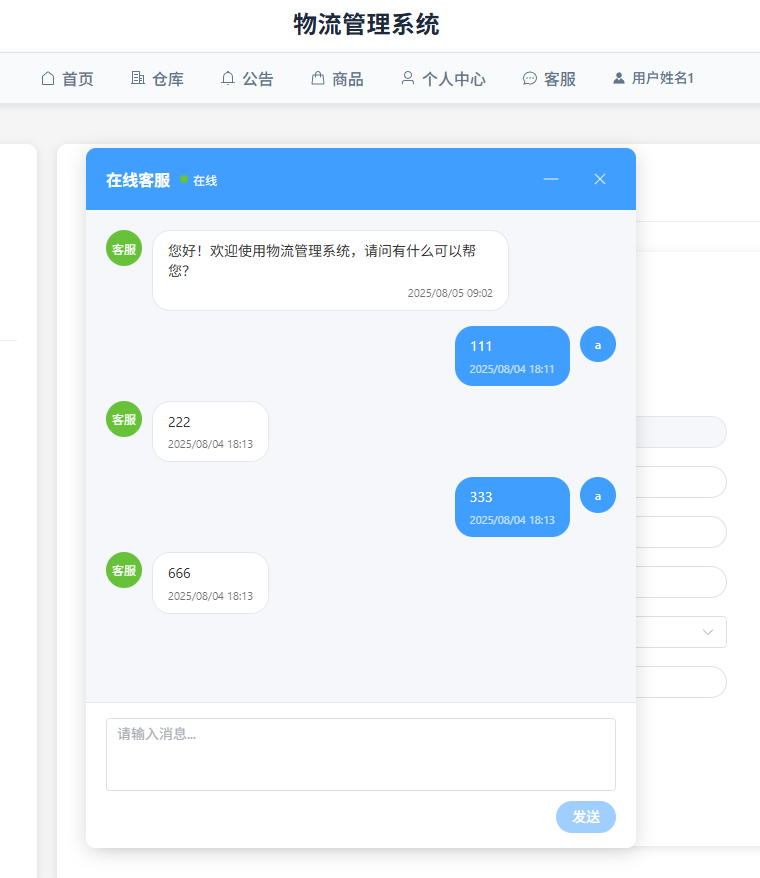 物流管理系统
首页 仓库 公告 商品 个人中心 客服 用户姓名1
在线客服 在线
客服
您好！欢迎使用物流管理系统，请问有什么可以帮
您？
2025/08/05 09:02
111
a
2025/08/04 18:11
客服
222
2025/08/04 18:13
333
a
2025/08/04 18:13
客服
666
2025/08/04 18:13
请输入消息...
发送